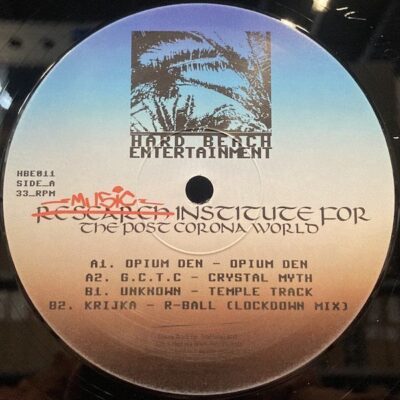 HARD BEACH
ENTERTAINMENT
HBE011
SIDE_A
33_RPM
-MUSIC-
RESEARCH INSTITUTE FOR
THE POST CORONA WORLD
A1. OPIUM DEN - OPIUM DEN
A2. G.C.T.C - CRYSTAL MYTH
B1. UNKNOWN - TEMPLE TRACK
B2. KRIJKA - R-BALL (LOCKDOWN MIX)